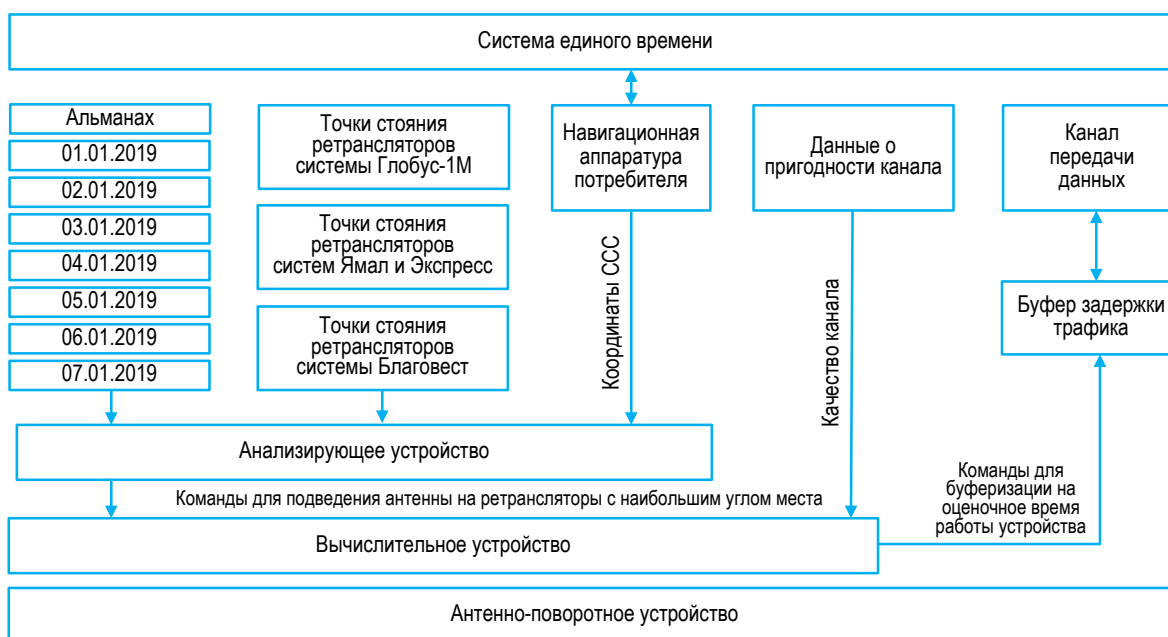 Система единого времени
Альманах
01.01.2019
02.01.2019
03.01.2019
04.01.2019
05.01.2019
06.01.2019
07.01.2019
Точки стояния
ретрансляторов
системы Глобус-1М
Точки стояния
ретрансляторов
систем Ямал и Экспресс
Точки стояния
ретрансляторов
системы Благовест
Навигационная
аппаратура
потребителя
Данные о
пригодности канала
Канал
передачи
данных
Координаты ССС
Качество канала
Буфер задержки
трафика
Анализирующее устройство
Команды для подведения антенны на ретрансляторы с наибольшим углом места
Команды для
буферизации на
оценочное время
работы устройства
Вычислительное устройство
Антенно-поворотное устройство